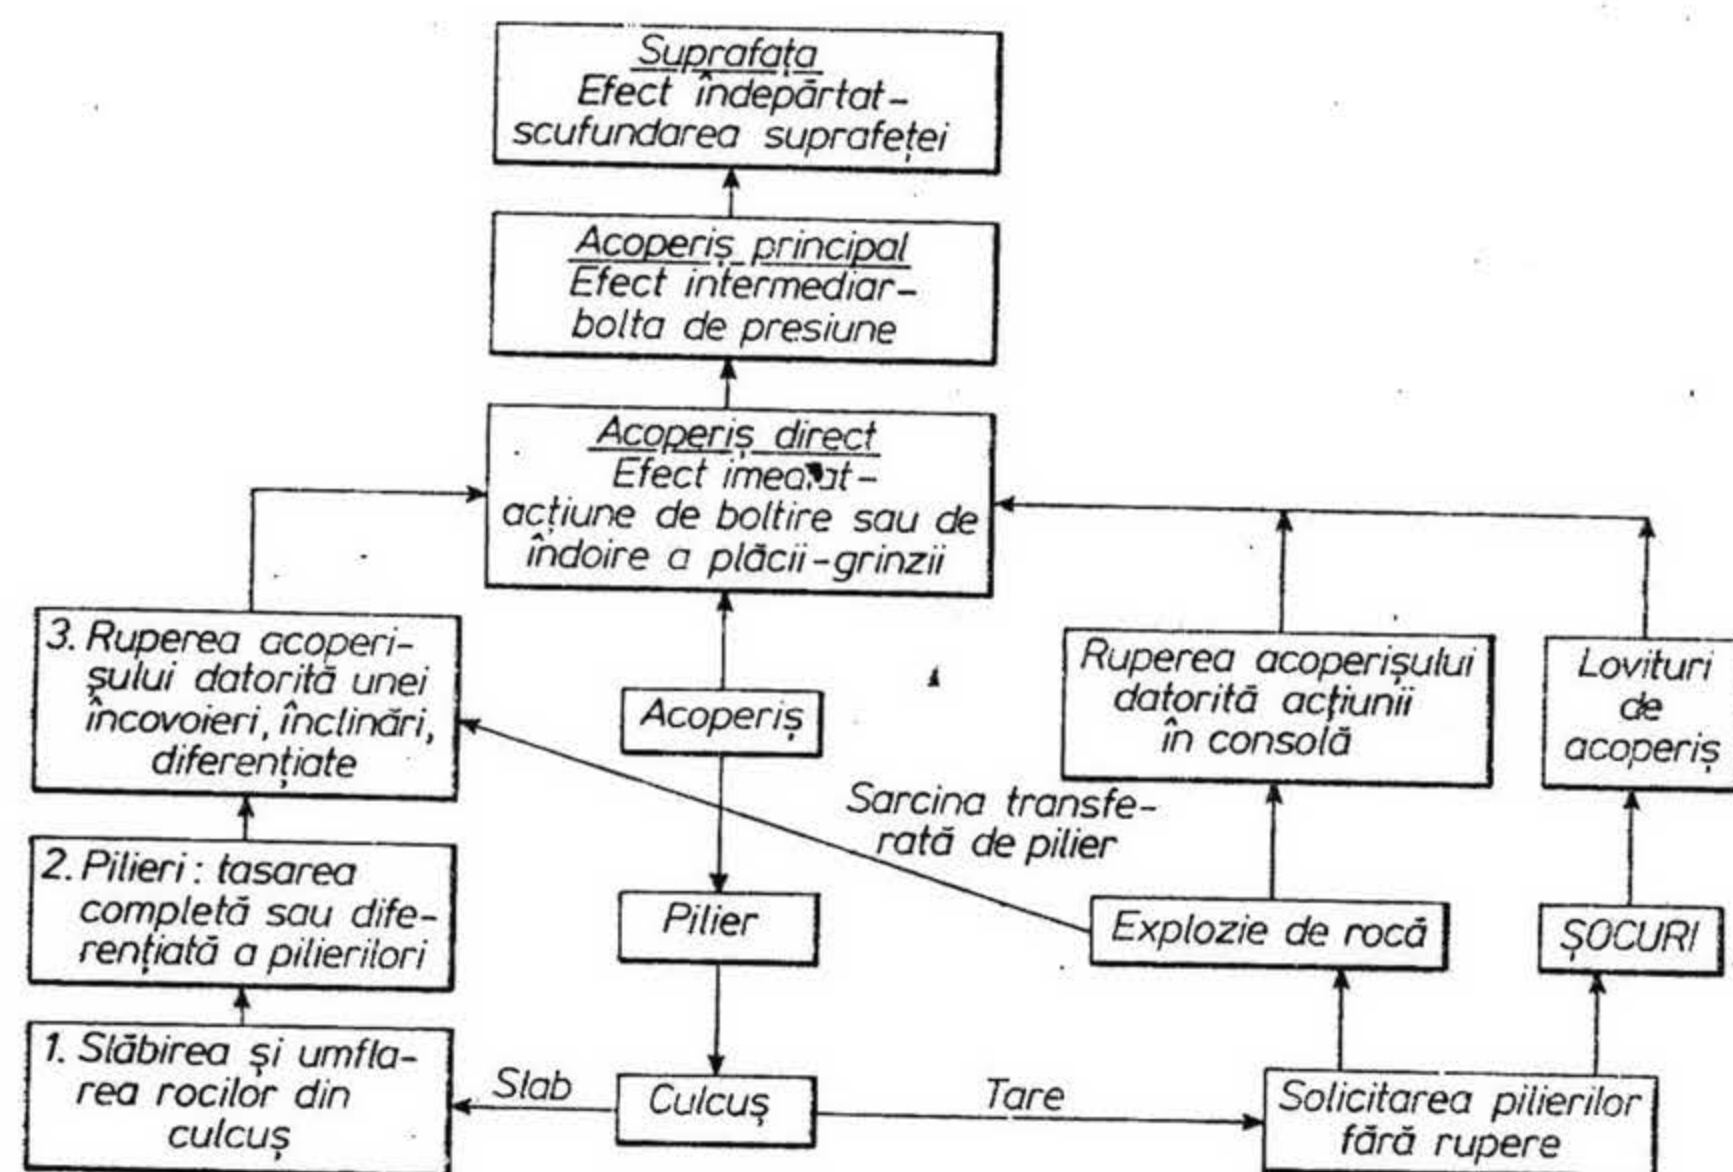 Suprafața
Efect îndepărtat-
scufundarea suprafeței
Acoperiș principal
Efect intermediar-
bolta de presiune
Acoperiș direct
Efect imediat-
acțiune de boltire sau de
îndoire a plăcii-grinzii
3. Ruperea acoperi-
șului datorită unei
încovoieri, înclinări,
diferențiate
Acoperiș
Ruperea acoperișului
datorită acțiunii
în consolă
Lovituri
de
acoperiș
Sarcina transfe-
rată de pilier
2. Pilieri: tasarea
completă sau dife-
rențiată a pilierilor
Pilier
Explozie de rocă
ȘOCURI
1. Slăbirea și umfla-
rea rocilor din
culcuș
Slab
Culcuș
Tare
Solicitarea pilierilor
fără rupere